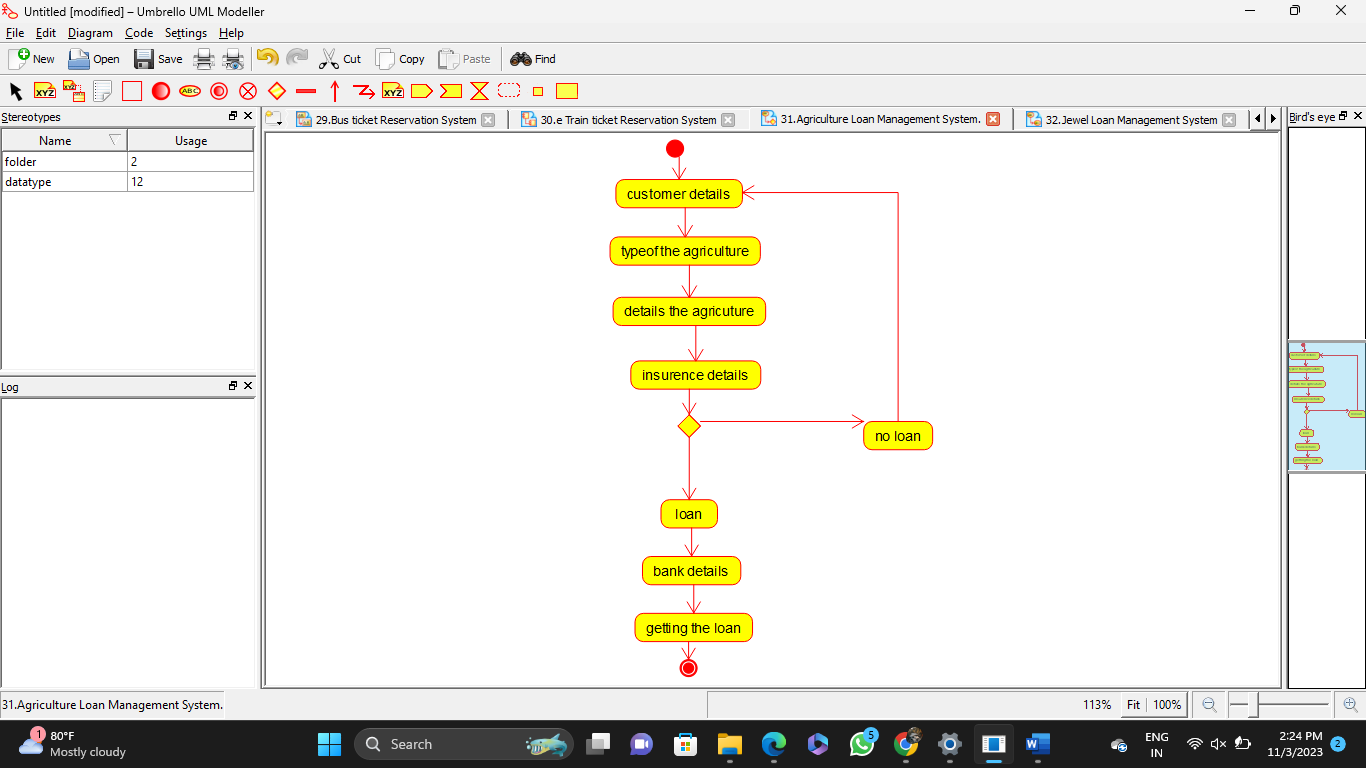 Untitled [modified] – Umbrello UML Modeller
File Edit Diagram Code Settings Help
New Open Save Cut Copy Paste Find
XYZ XYZ ABC XYZ
Stereotypes
Name Usage
folder 2
datatype 12
Log
29.Bus ticket Reservation System 30.e Train ticket Reservation System 31.Agriculture Loan Management System. 32.Jewel Loan Management System
Bird's eye
customer details
typeof the agriculture
details the agricuture
insurence details
no loan
loan
bank details
getting the loan
31.Agriculture Loan Management System.
113% Fit 100%
1
80°F
Mostly cloudy
Search
5
ENG
IN
2:24 PM
11/3/2023
2